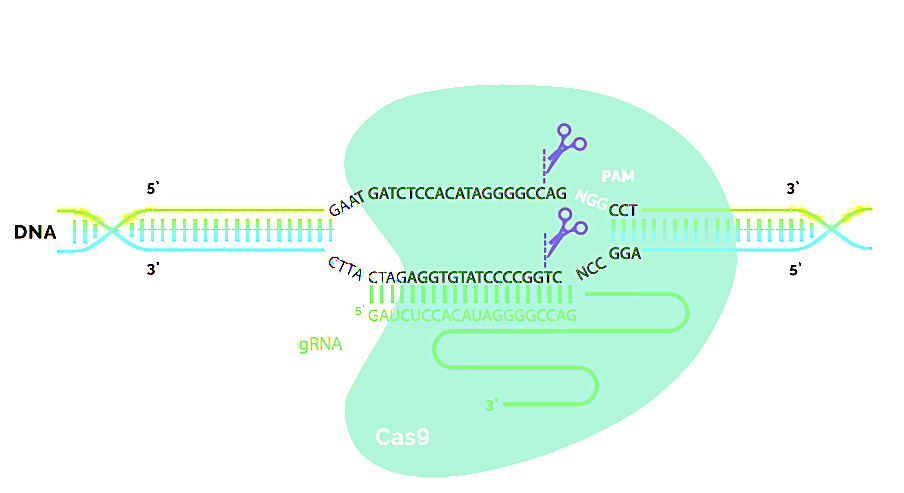 5'
3'
PAM
GAAT GATCTCCACATAGGGGCCAG NGG CCT
DNA
3'
5'
CTTA CTAGAGGTGTATCCCCGGTC NCC GGA
5' GAUCUCCACAUAGGGGCCAG
gRNA
3'
Cas9